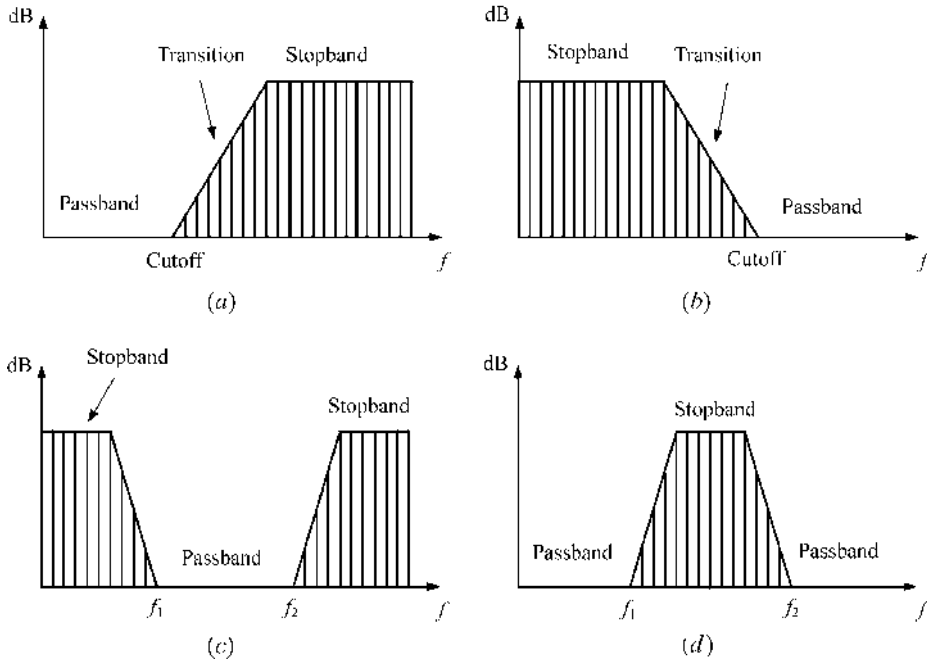 dB
Transition
Stopband
Passband
Cutoff
f
(a)
Stopband
Transition
Passband
Cutoff
f
(b)
dB
Stopband
Stopband
Passband
f1
f2
f
(c)
dB
Stopband
Passband
Passband
f1
f2
f
(d)